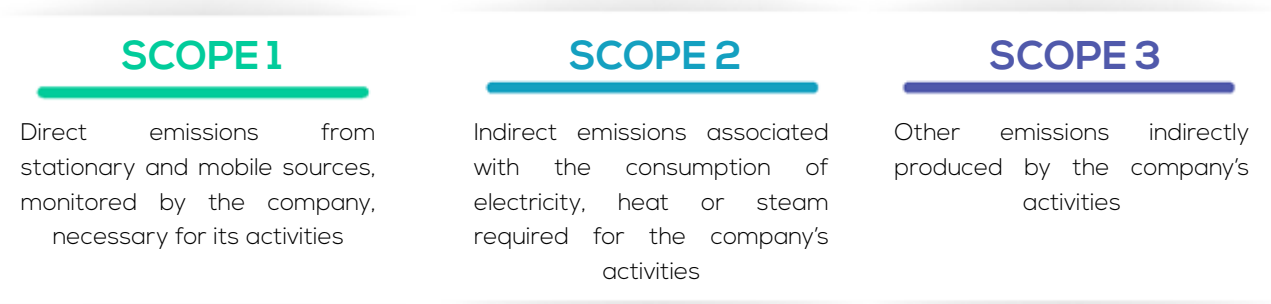 SCOPE 1
Direct emissions from
stationary and mobile sources,
monitored by the company,
necessary for its activities
SCOPE 2
Indirect emissions associated
with the consumption of
electricity, heat or steam
required for the company's
activities
SCOPE 3
Other emissions indirectly
produced by the company's
activities